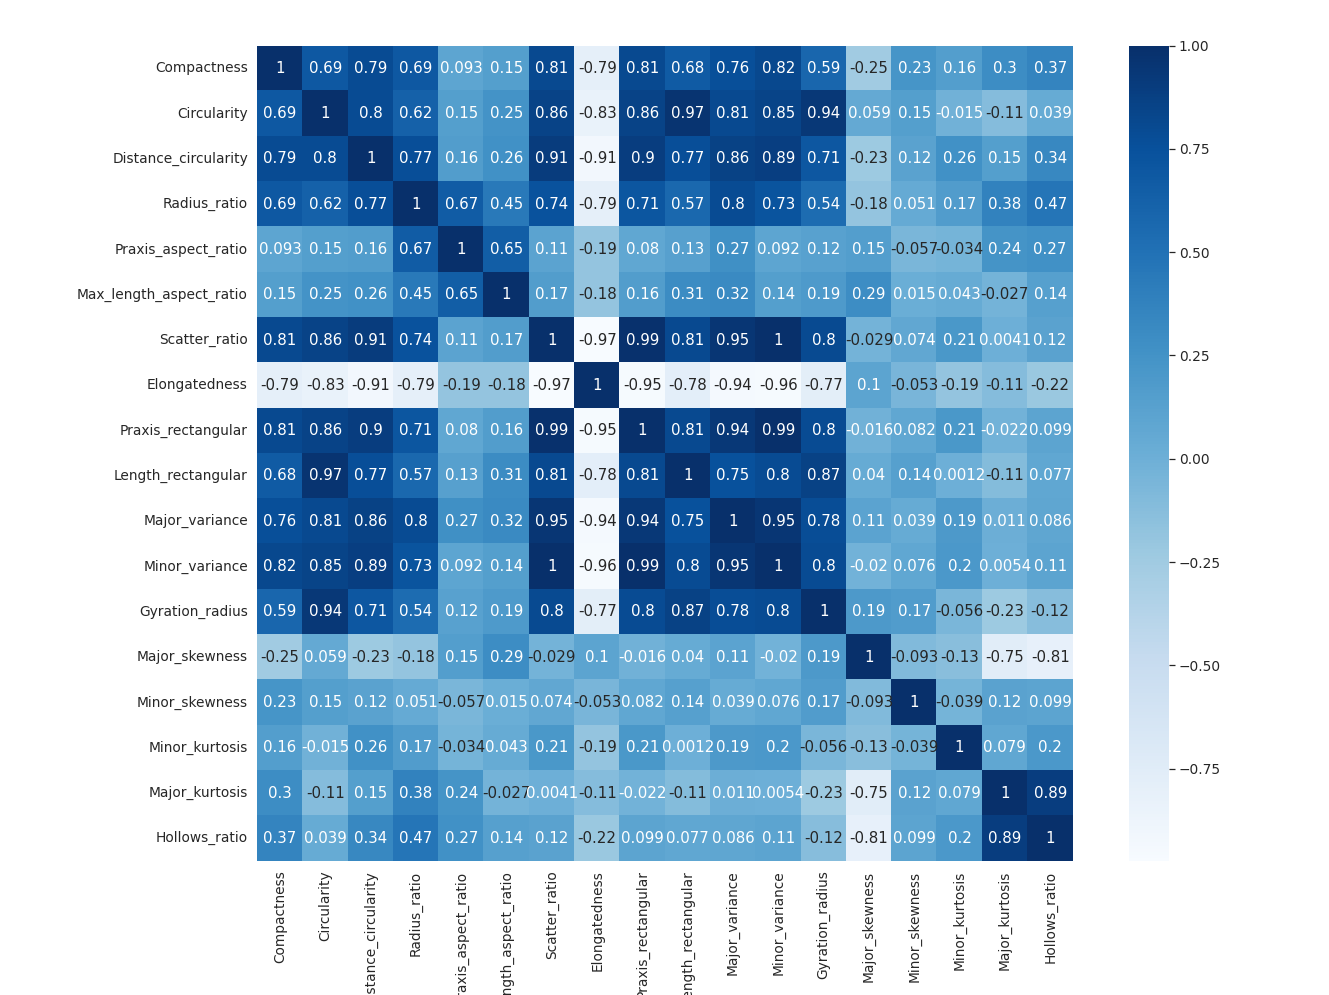 Compactness 1 0.69 0.79 0.69 0.093 0.15 0.81 -0.79 0.81 0.68 0.76 0.82 0.59 -0.25 0.23 0.16 0.3 0.37
Circularity 0.69 1 0.8 0.62 0.15 0.25 0.86 -0.83 0.86 0.97 0.81 0.85 0.94 0.059 0.15 -0.015 -0.11 0.039
Distance_circularity 0.79 0.8 1 0.77 0.16 0.26 0.91 -0.91 0.9 0.77 0.86 0.89 0.71 -0.23 0.12 0.26 0.15 0.34
Radius_ratio 0.69 0.62 0.77 1 0.67 0.45 0.74 -0.79 0.71 0.57 0.8 0.73 0.54 -0.18 0.051 0.17 0.38 0.47
Praxis_aspect_ratio 0.093 0.15 0.16 0.67 1 0.65 0.11 -0.19 0.08 0.13 0.27 0.092 0.12 0.15 -0.057 -0.034 0.24 0.27
Max_length_aspect_ratio 0.15 0.25 0.26 0.45 0.65 1 0.17 -0.18 0.16 0.31 0.32 0.14 0.19 0.29 0.015 0.043 -0.027 0.14
Scatter_ratio 0.81 0.86 0.91 0.74 0.11 0.17 1 -0.97 0.99 0.81 0.95 1 0.8 -0.029 0.074 0.21 0.0041 0.12
Elongatedness -0.79 -0.83 -0.91 -0.79 -0.19 -0.18 -0.97 1 -0.95 -0.78 -0.94 -0.96 -0.77 0.1 -0.053 -0.19 -0.11 -0.22
Praxis_rectangular 0.81 0.86 0.9 0.71 0.08 0.16 0.99 -0.95 1 0.81 0.94 0.99 0.8 -0.016 0.082 0.21 -0.022 0.099
Length_rectangular 0.68 0.97 0.77 0.57 0.13 0.31 0.81 -0.78 0.81 1 0.75 0.8 0.87 0.04 0.14 0.0012 -0.11 0.077
Major_variance 0.76 0.81 0.86 0.8 0.27 0.32 0.95 -0.94 0.94 0.75 1 0.95 0.78 0.11 0.039 0.19 0.011 0.086
Minor_variance 0.82 0.85 0.89 0.73 0.092 0.14 1 -0.96 0.99 0.8 0.95 1 0.8 -0.02 0.076 0.2 0.0054 0.11
Gyration_radius 0.59 0.94 0.71 0.54 0.12 0.19 0.8 -0.77 0.8 0.87 0.78 0.8 1 0.19 0.17 -0.056 -0.23 -0.12
Major_skewness -0.25 0.059 -0.23 -0.18 0.15 0.29 -0.029 0.1 -0.016 0.04 0.11 -0.02 0.19 1 -0.093 -0.13 -0.75 -0.81
Minor_skewness 0.23 0.15 0.12 0.051 -0.057 0.015 0.074 -0.053 0.082 0.14 0.039 0.076 0.17 -0.093 1 -0.039 0.12 0.099
Minor_kurtosis 0.16 -0.015 0.26 0.17 -0.034 0.043 0.21 -0.19 0.21 0.0012 0.19 0.2 -0.056 -0.13 -0.039 1 0.079 0.2
Major_kurtosis 0.3 -0.11 0.15 0.38 0.24 -0.027 0.0041 -0.11 -0.022 -0.11 0.011 0.0054 -0.23 -0.75 0.12 0.079 1 0.89
Hollows_ratio 0.37 0.039 0.34 0.47 0.27 0.14 0.12 -0.22 0.099 0.077 0.086 0.11 -0.12 -0.81 0.099 0.2 0.89 1
Compactness
Circularity
stance_circularity
Radius_ratio
raxis_aspect_ratio
ngth_aspect_ratio
Scatter_ratio
Elongatedness
Praxis_rectangular
ength_rectangular
Major_variance
Minor_variance
Gyration_radius
Major_skewness
Minor_skewness
Minor_kurtosis
Major_kurtosis
Hollows_ratio
1.00
0.75
0.50
0.25
0.00
−0.25
−0.50
−0.75